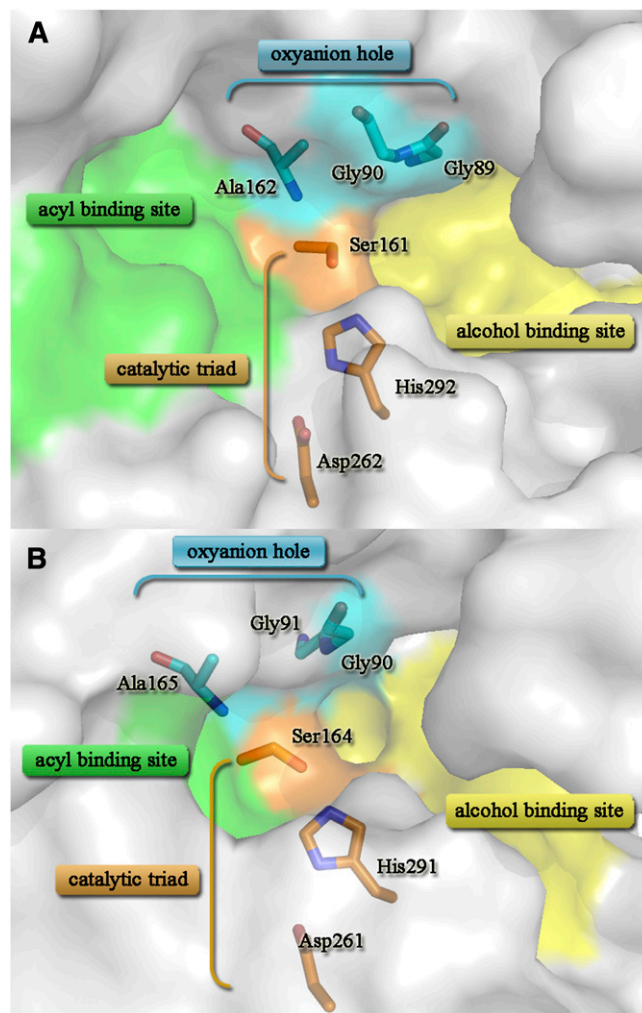 A
oxyanion hole
Ala162
Gly90
Gly89
acyl binding site
Ser161
alcohol binding site
catalytic triad
His292
Asp262
B
oxyanion hole
Gly91
Gly90
Ala165
Ser164
acyl binding site
alcohol binding site
catalytic triad
His291
Asp261